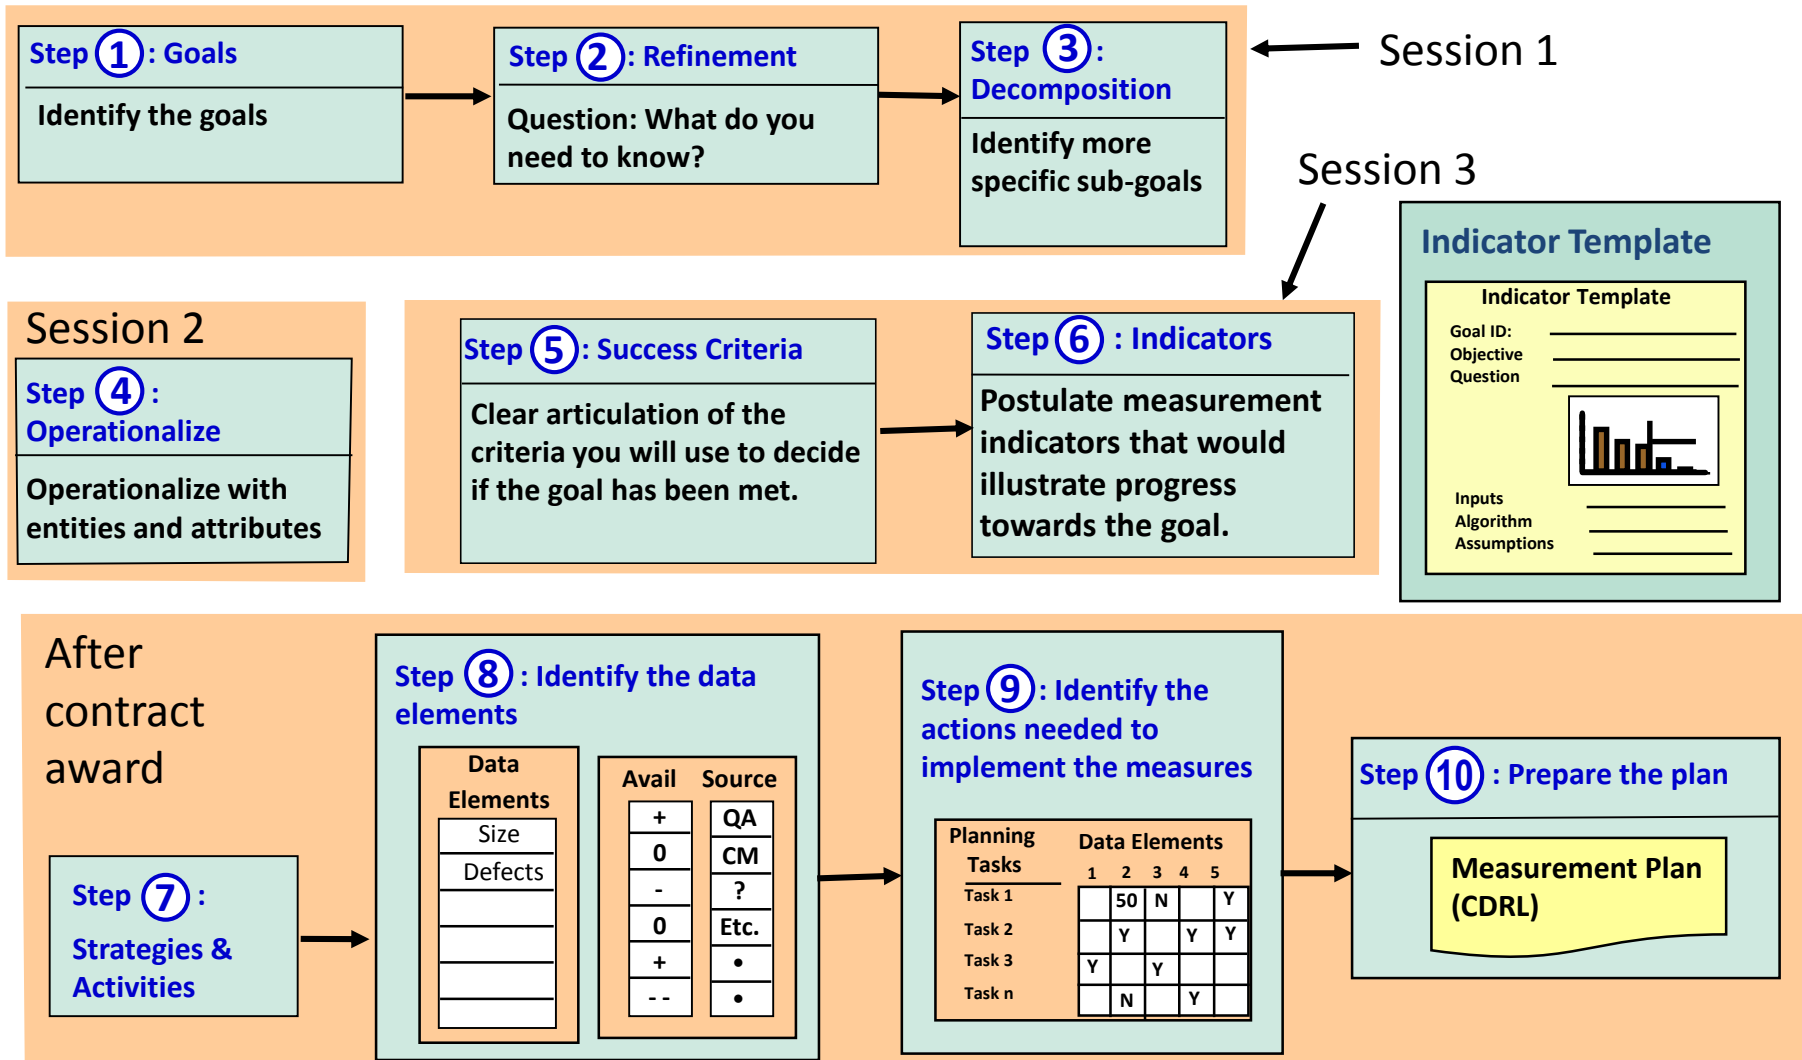 Step 1 : Goals
Identify the goals
Step 2 : Refinement
Question: What do you
need to know?
Step 3 :
Decomposition
Identify more
specific sub-goals
Session 1
Session 3
Session 2
Step 4 :
Operationalize
Operationalize with
entities and attributes
Step 5 : Success Criteria
Clear articulation of the
criteria you will use to decide
if the goal has been met.
Step 6 : Indicators
Postulate measurement
indicators that would
illustrate progress
towards the goal.
Indicator Template
Indicator Template
Goal ID:
Objective
Question
Inputs
Algorithm
Assumptions
After
contract
award
Step 7 :
Strategies &
Activities
Step 8 : Identify the data
elements
Data
Elements
Size
Defects
Avail Source
+ QA
0 CM
- ?
0 Etc.
+ •
- - •
Step 9 : Identify the
actions needed to
implement the measures
Planning
Tasks
Data Elements
1 2 3 4 5
Task 1 50 N Y
Task 2 Y Y Y
Task 3 Y Y
Task n N Y
Step 10 : Prepare the plan
Measurement Plan
(CDRL)